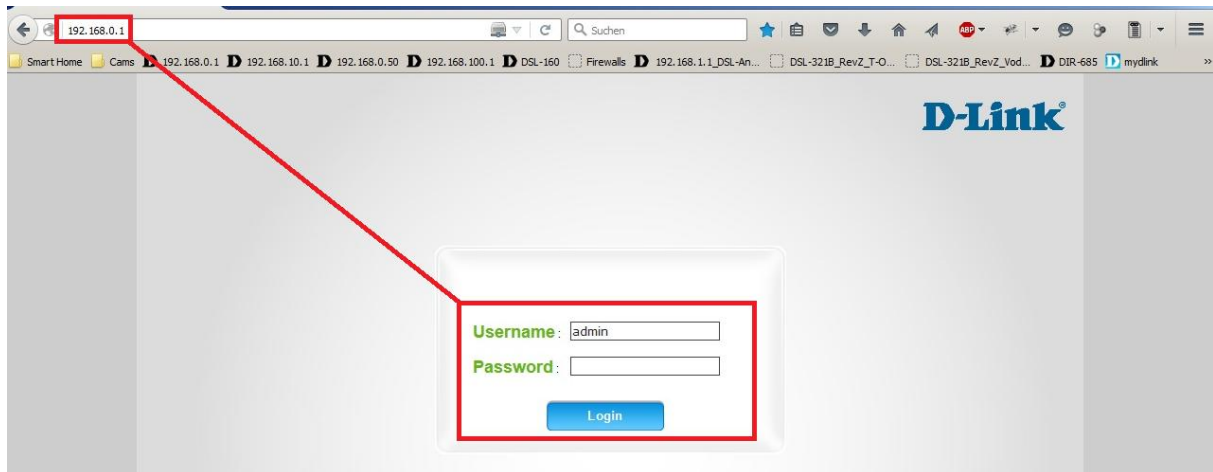 192.168.0.1 Suchen ABP
Smart Home Cams 192.168.0.1 192.168.10.1 192.168.0.50 192.168.100.1 DSL-160 Firewalls 192.168.1.1_DSL-An... DSL-321B_RevZ_T-O... DSL-321B_RevZ_Vod... DIR-685 mydlink »
D-Link®
Username : admin
Password :
Login